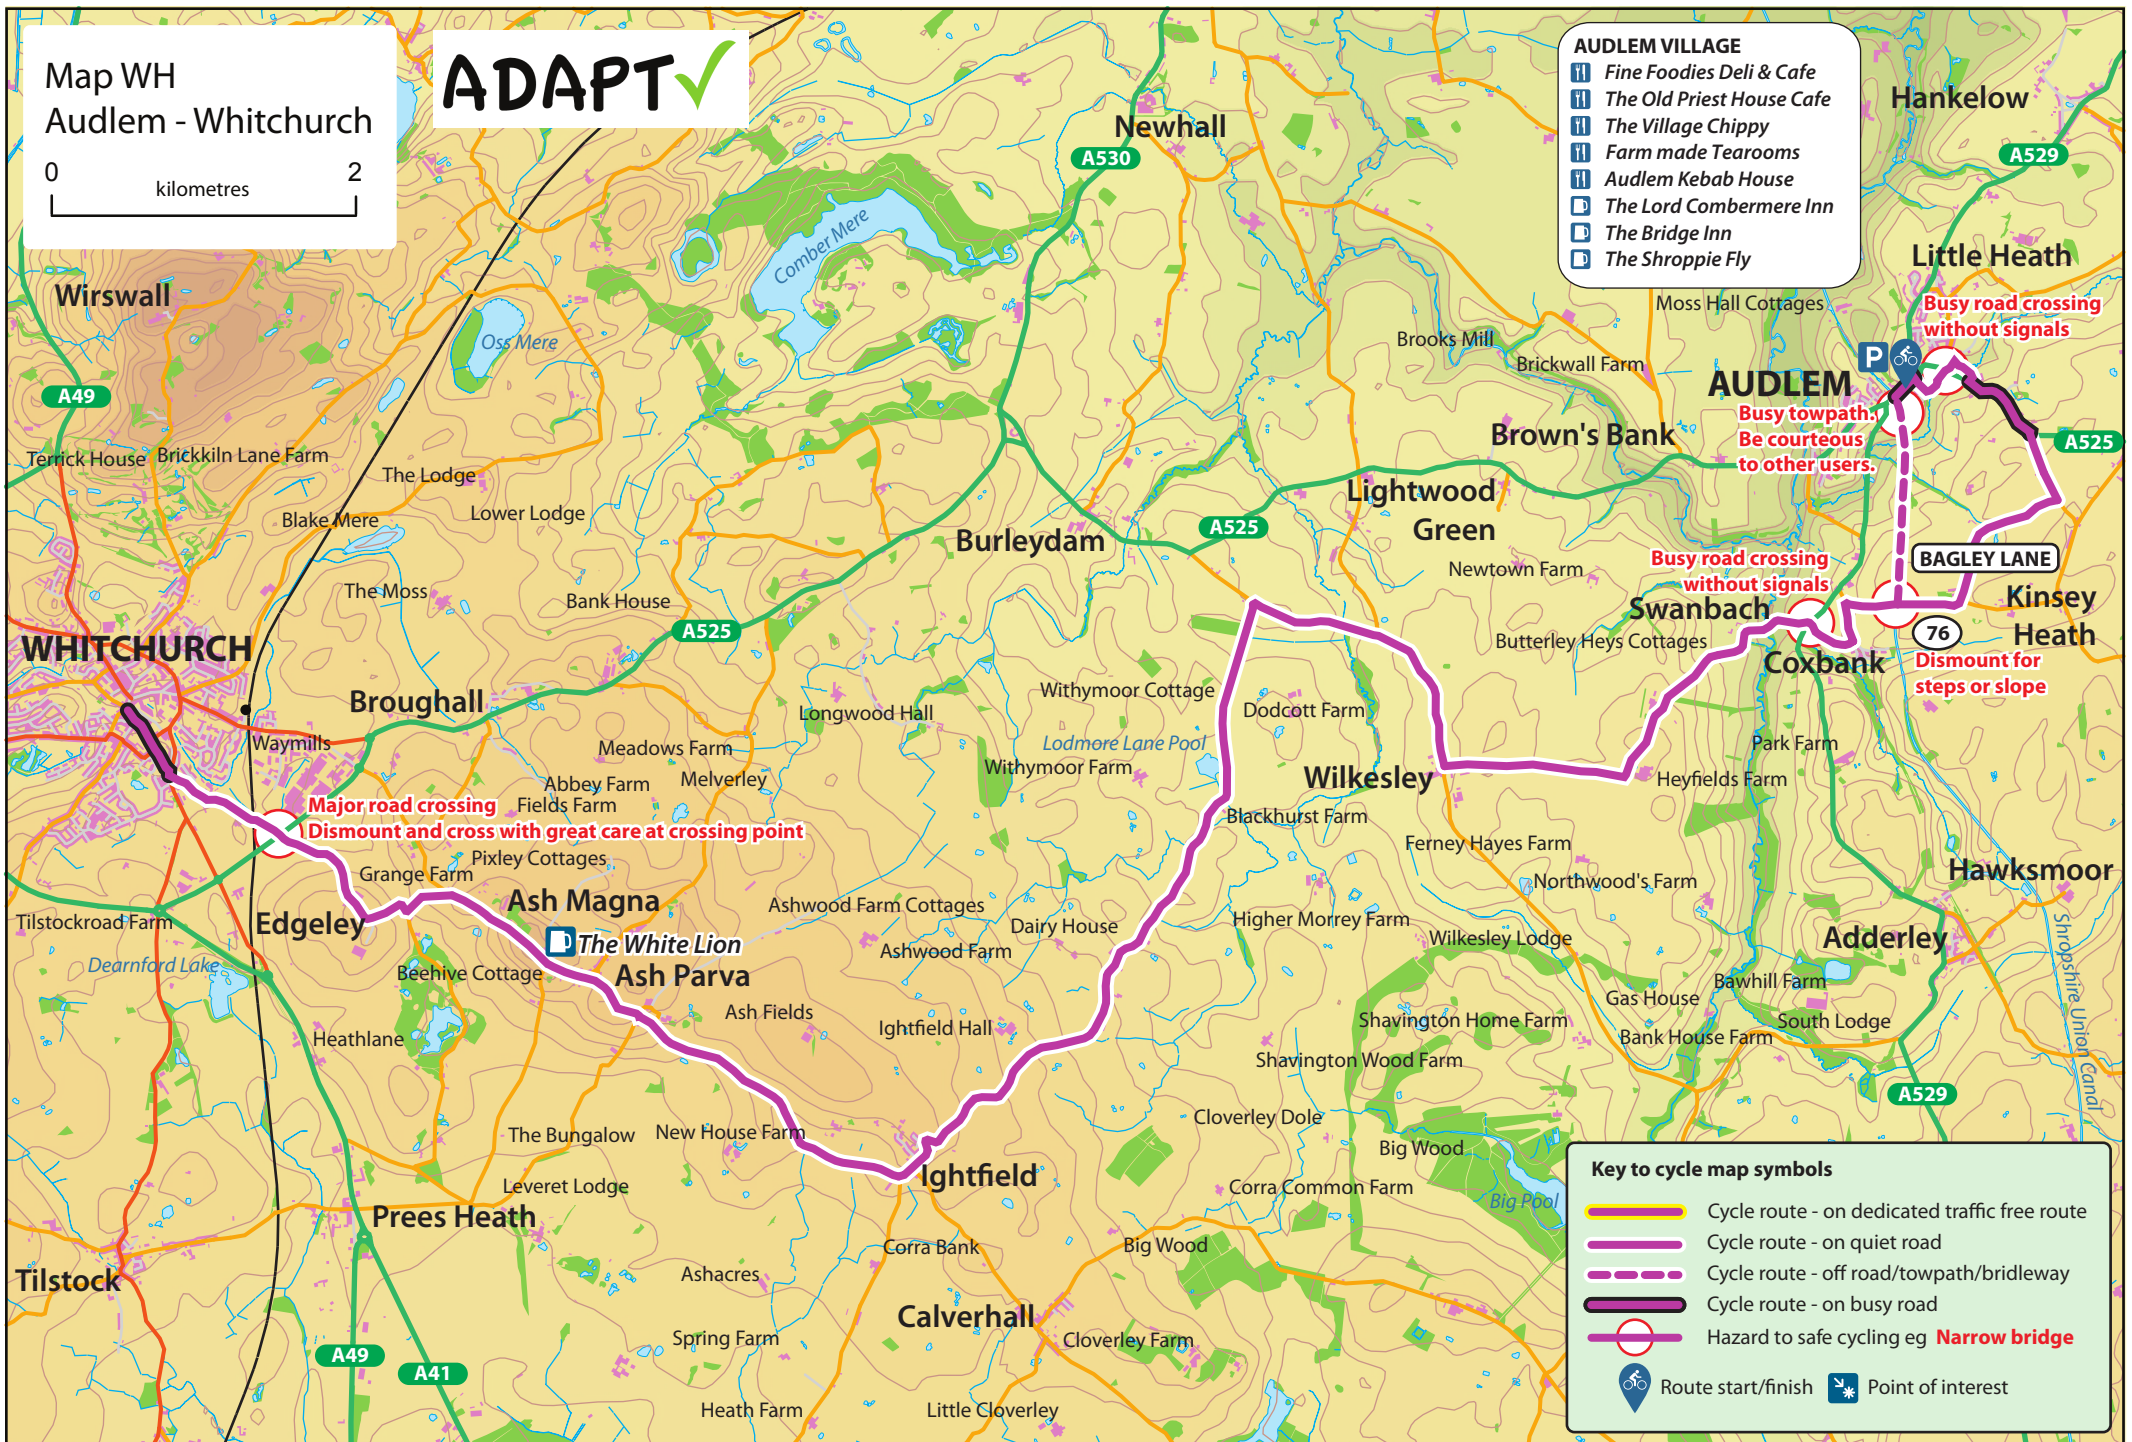 Map WH
Audlem - Whitchurch
0
2
kilometres
ADAPT
AUDLEM VILLAGE
Fine Foodies Deli & Cafe
The Old Priest House Cafe
The Village Chippy
Farm made Tearooms
Audlem Kebab House
The Lord Combermere Inn
The Bridge Inn
The Shroppie Fly
Hankelow
Newhall
A530
A529
Comber Mere
Little Heath
Wirswall
Moss Hall Cottages
Busy road crossing
without signals
Oss Mere
Brooks Mill
Brickwall Farm
P
AUDLEM
A49
Busy towpath.
Be courteous
to other users.
Brown's Bank
A525
Terrick House
Brickkiln Lane Farm
The Lodge
Lower Lodge
Blake Mere
Lightwood
Green
A525
Burleydam
Busy road crossing
without signals
BAGLEY LANE
Newtown Farm
The Moss
Bank House
Swanbach
Kinsey
Heath
A525
76
WHITCHURCH
Butterley Heys Cottages
Coxbank
Dismount for
steps or slope
Broughall
Withymoor Cottage
Longwood Hall
Dodcott Farm
Waymills
Meadows Farm
Lodmore Lane Pool
Park Farm
Withymoor Farm
Wilkesley
Heyfields Farm
Abbey Farm
Melverley
Fields Farm
Major road crossing
Dismount and cross with great care at crossing point
Blackhurst Farm
Ferney Hayes Farm
Pixley Cottages
Grange Farm
Hawksmoor
Northwood's Farm
Ash Magna
Ashwood Farm Cottages
Tilstockroad Farm
Edgeley
Dairy House
Higher Morrey Farm
Wilkesley Lodge
Adderley
The White Lion
Ashwood Farm
Dearnford Lake
Beehive Cottage
Ash Parva
Bawhill Farm
Gas House
Ash Fields
Shropshire Union Canal
Ightfield Hall
Shavington Home Farm
South Lodge
Heathlane
Bank House Farm
Shavington Wood Farm
A529
Cloverley Dole
The Bungalow
New House Farm
Big Wood
Ightfield
Leveret Lodge
Corra Common Farm
Big Pool
Prees Heath
Corra Bank
Big Wood
Tilstock
Ashacres
Calverhall
Spring Farm
Cloverley Farm
A49
A41
Heath Farm
Little Cloverley
Key to cycle map symbols
Cycle route - on dedicated traffic free route
Cycle route - on quiet road
Cycle route - off road/towpath/bridleway
Cycle route - on busy road
Hazard to safe cycling eg Narrow bridge
Route start/finish
Point of interest